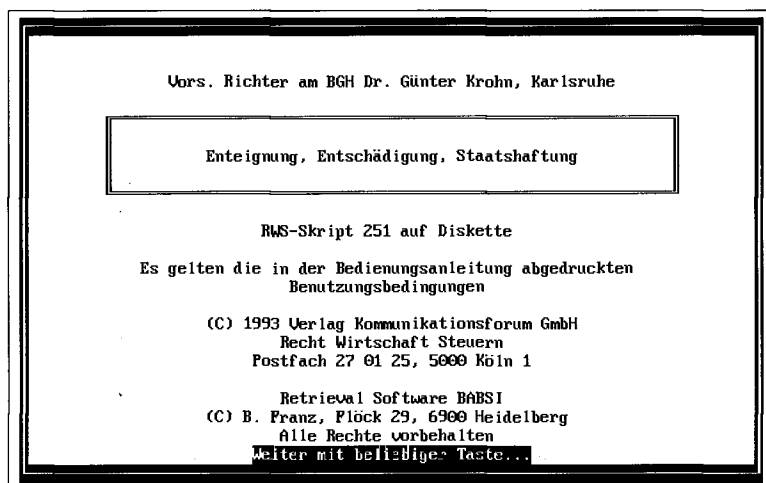 Vors. Richter am BGH Dr. Günter Krohn, Karlsruhe
Enteignung, Entschädigung, Staatshaftung
RWS-Skript 251 auf Diskette
Es gelten die in der Bedienungsanleitung abgedruckten
Benutzungsbedingungen
(C) 1993 Verlag Kommunikationsforum GmbH
Recht Wirtschaft Steuern
Postfach 27 01 25, 5000 Köln 1
Retrieval Software BABSI
(C) B. Franz, Plöck 29, 6900 Heidelberg
Alle Rechte vorbehalten
Weiter mit beliebiger Taste...